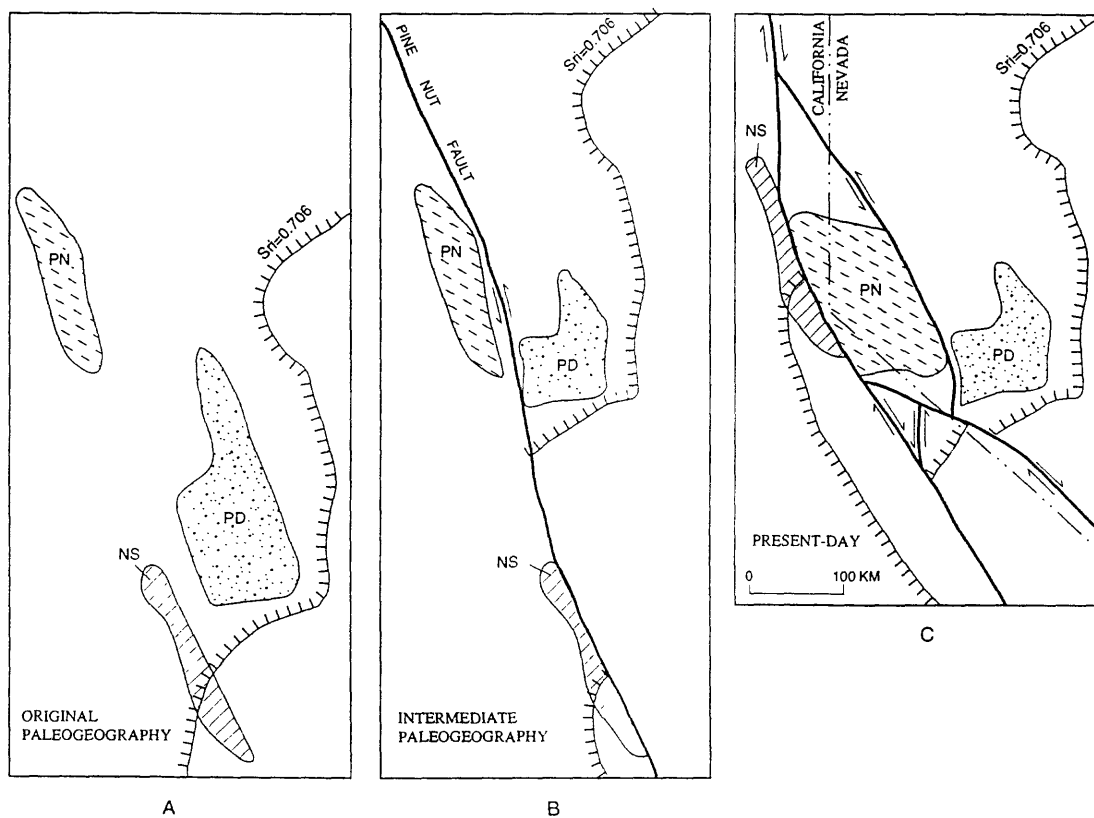 Sri=0.706
PN
PD
NS
ORIGINAL
PALEOGEOGRAPHY
A
PINE
NUT
FAULT
Sri=0.706
PN
PD
NS
INTERMEDIATE
PALEOGEOGRAPHY
B
CALIFORNIA
NEVADA
Sri=0.706
NS
PN
PD
PRESENT-DAY
0 100 KM
C